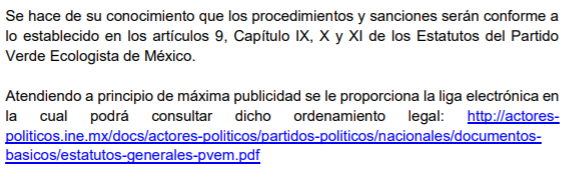 Se hace de su conocimiento que los procedimientos y sanciones serán conforme a
lo establecido en los artículos 9, Capítulo IX, X y XI de los Estatutos del Partido
Verde Ecologista de México.
Atendiendo a principio de máxima publicidad se le proporciona la liga electrónica en
la cual podrá consultar dicho ordenamiento legal: http://actores-
politicos.ine.mx/docs/actores-politicos/partidos-politicos/nacionales/documentos-
basicos/estatutos-generales-pvem.pdf